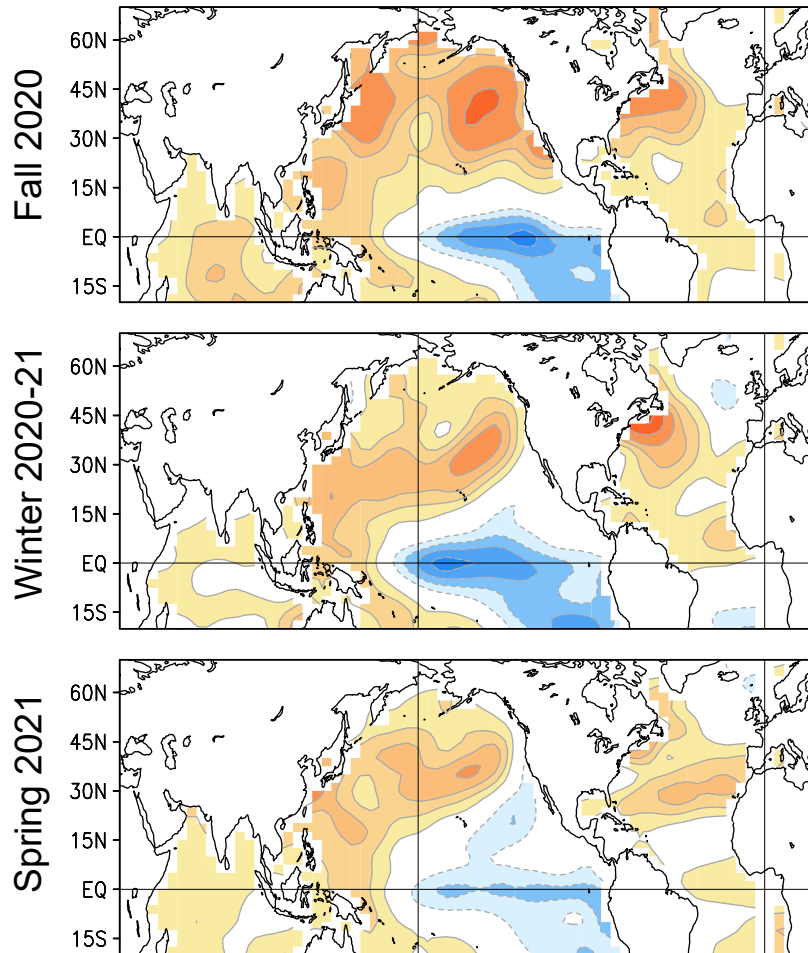 Fall 2020
60N
45N
30N
15N
EQ
15S
Winter 2020-21
60N
45N
30N
15N
EQ
15S
Spring 2021
60N
45N
30N
15N
EQ
15S